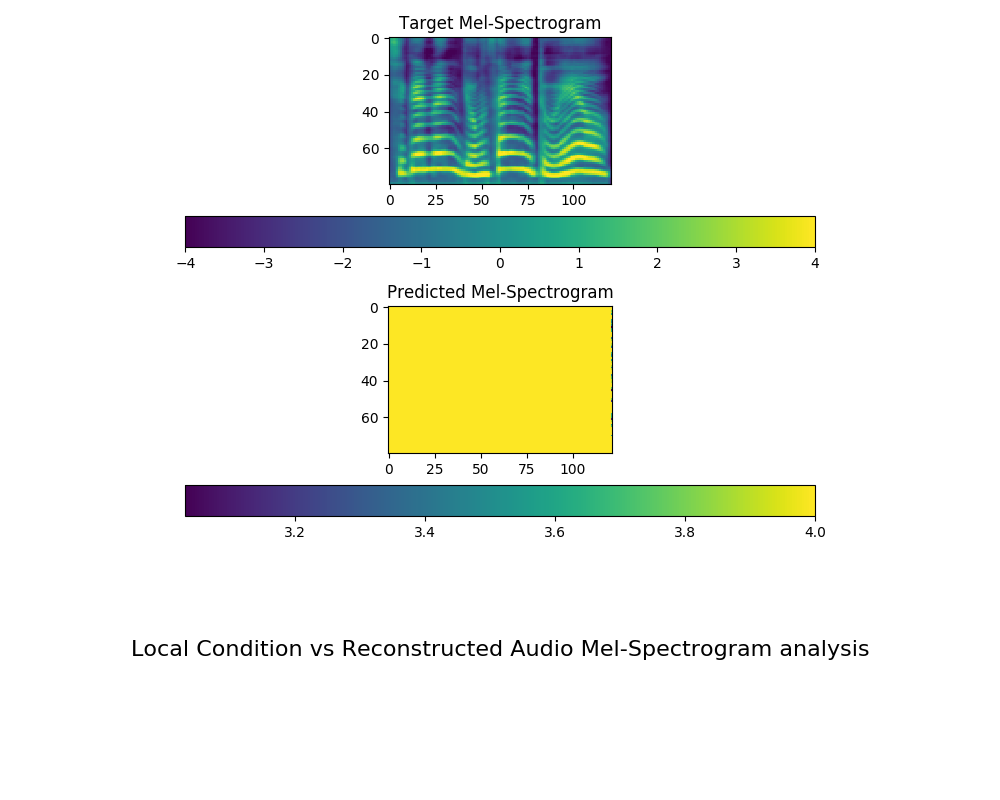 Target Mel-Spectrogram
0
20
40
60
0 25 50 75 100
−4 −3 −2 −1 0 1 2 3 4
Predicted Mel-Spectrogram
0
20
40
60
0 25 50 75 100
3.2 3.4 3.6 3.8 4.0
Local Condition vs Reconstructed Audio Mel-Spectrogram analysis